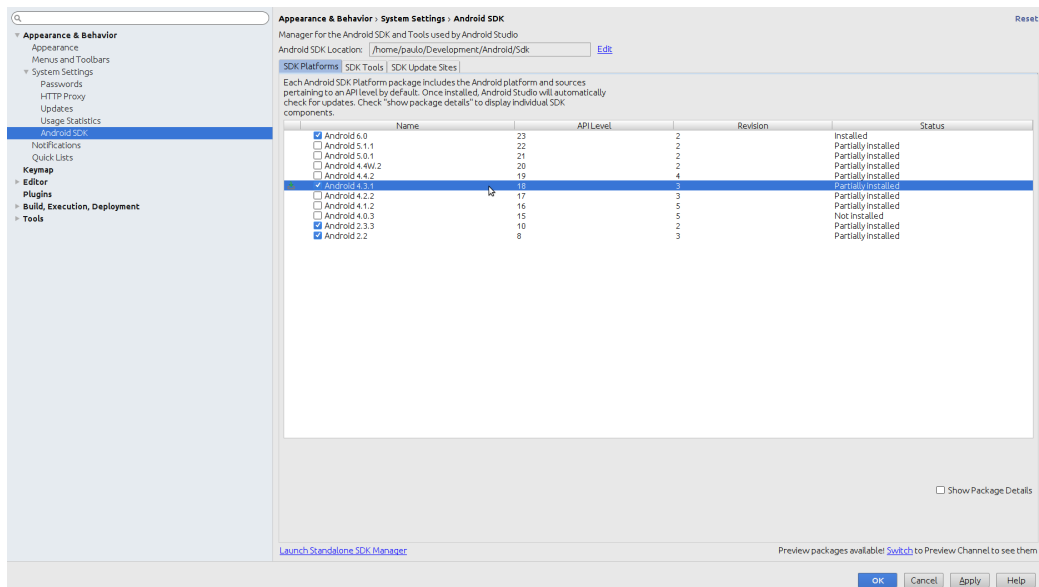 Appearance & Behavior › System Settings › Android SDK
Reset
Appearance & Behavior
Appearance
Menus and Toolbars
System Settings
Passwords
HTTP Proxy
Updates
Usage Statistics
Android SDK
Notifications
Quick Lists
Keymap
Editor
Plugins
Build, Execution, Deployment
Tools
Manager for the Android SDK and Tools used by Android Studio
Android SDK Location: /home/paulo/Development/Android/Sdk Edit
SDK Platforms SDK Tools SDK Update Sites
Each Android SDK Platform package includes the Android platform and sources
pertaining to an API level by default. Once installed, Android Studio will automatically
check for updates. Check "show package details" to display individual SDK
components.
Name API Level Revision Status
Android 6.0 23 2 Installed
Android 5.1.1 22 2 Partially installed
Android 5.0.1 21 2 Partially installed
Android 4.4W.2 20 2 Partially installed
Android 4.4.2 19 4 Partially installed
Android 4.3.1 18 3 Partially installed
Android 4.2.2 17 3 Partially installed
Android 4.1.2 16 5 Partially installed
Android 4.0.3 15 5 Not installed
Android 2.3.3 10 2 Partially installed
Android 2.2 8 3 Partially installed
Show Package Details
Launch Standalone SDK Manager
Preview packages available! Switch to Preview Channel to see them
OK Cancel Apply Help